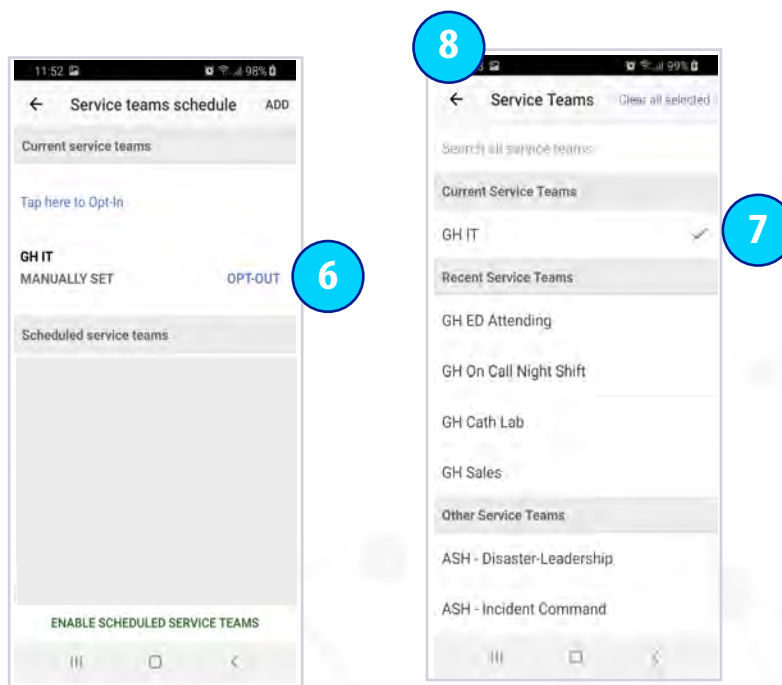 11:52 98%
← Service teams schedule ADD
Current service teams
Tap here to Opt-In
GH IT
MANUALLY SET OPT-OUT
6
Scheduled service teams
ENABLE SCHEDULED SERVICE TEAMS
8
3 99%
← Service Teams Clear all selected
Search all service teams
Current Service Teams
GH IT
7
Recent Service Teams
GH ED Attending
GH On Call Night Shift
GH Cath Lab
GH Sales
Other Service Teams
ASH - Disaster-Leadership
ASH - Incident Command